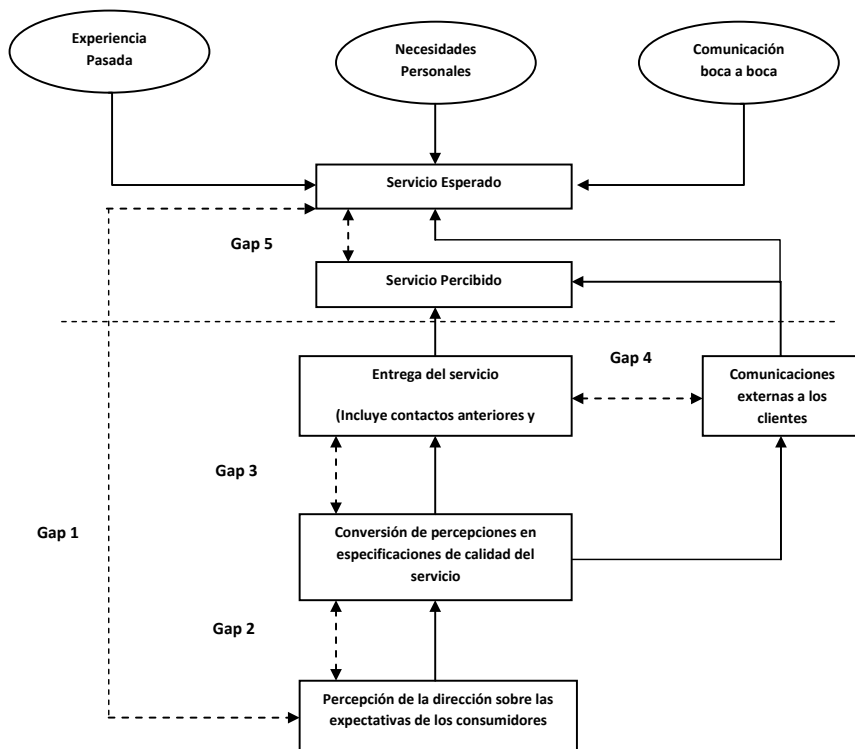 Experiencia
Pasada
Necesidades
Personales
Comunicación
boca a boca
Servicio Esperado
Gap 5
Servicio Percibido
Entrega del servicio
(Incluye contactos anteriores y
Gap 4
Comunicaciones
externas a los
clientes
Gap 3
Gap 1
Conversión de percepciones en
especificaciones de calidad del
servicio
Gap 2
Percepción de la dirección sobre las
expectativas de los consumidores